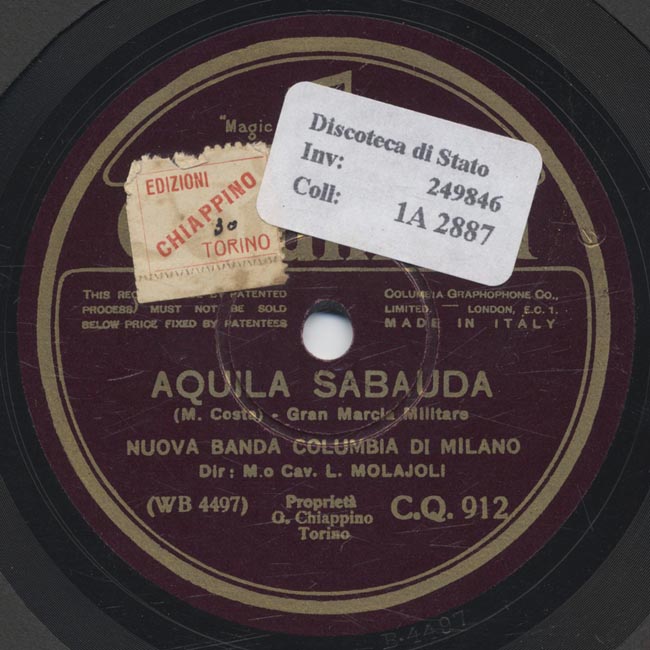 "Magic
Discoteca di Stato
Inv: 249846
Coll: 1A 2887
EDIZIONI
CHIAPPINO
30
TORINO
THIS PATENTED
PROCESS, MUST NOT BE SOLD
BELOW PRICE FIXED BY PATENTEES
COLUMBIA GRAPHOPHONE CO.,
LIMITED. — LONDON, E.C. 1.
MADE IN ITALY
AQUILA SABAUDA
(M. Costa) - Gran Marcia Militare
NUOVA BANDA COLUMBIA DI MILANO
Dir: M.o Cav. L. MOLAJOLI
(WB 4497)
Proprietà
G. Chiappino
Torino
C.Q. 912
B.4497